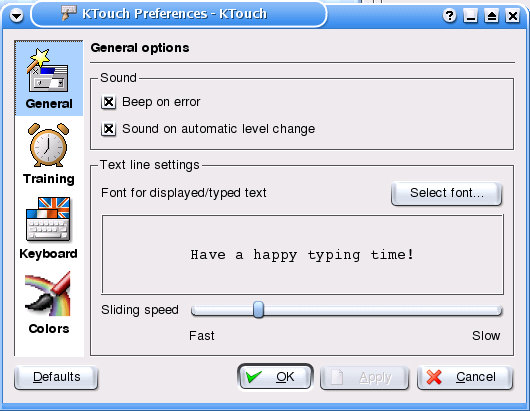 KTouch Preferences - KTouch
General
Training
Keyboard
Colors
General options
Sound
Beep on error
Sound on automatic level change
Text line settings
Font for displayed/typed text
Select font...
Have a happy typing time!
Sliding speed
Fast
Slow
Defaults
OK
Apply
Cancel